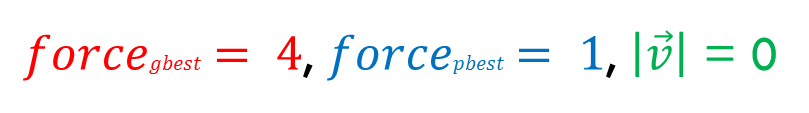 force_gbest = 4, force_pbest = 1, |v⃗| = 0